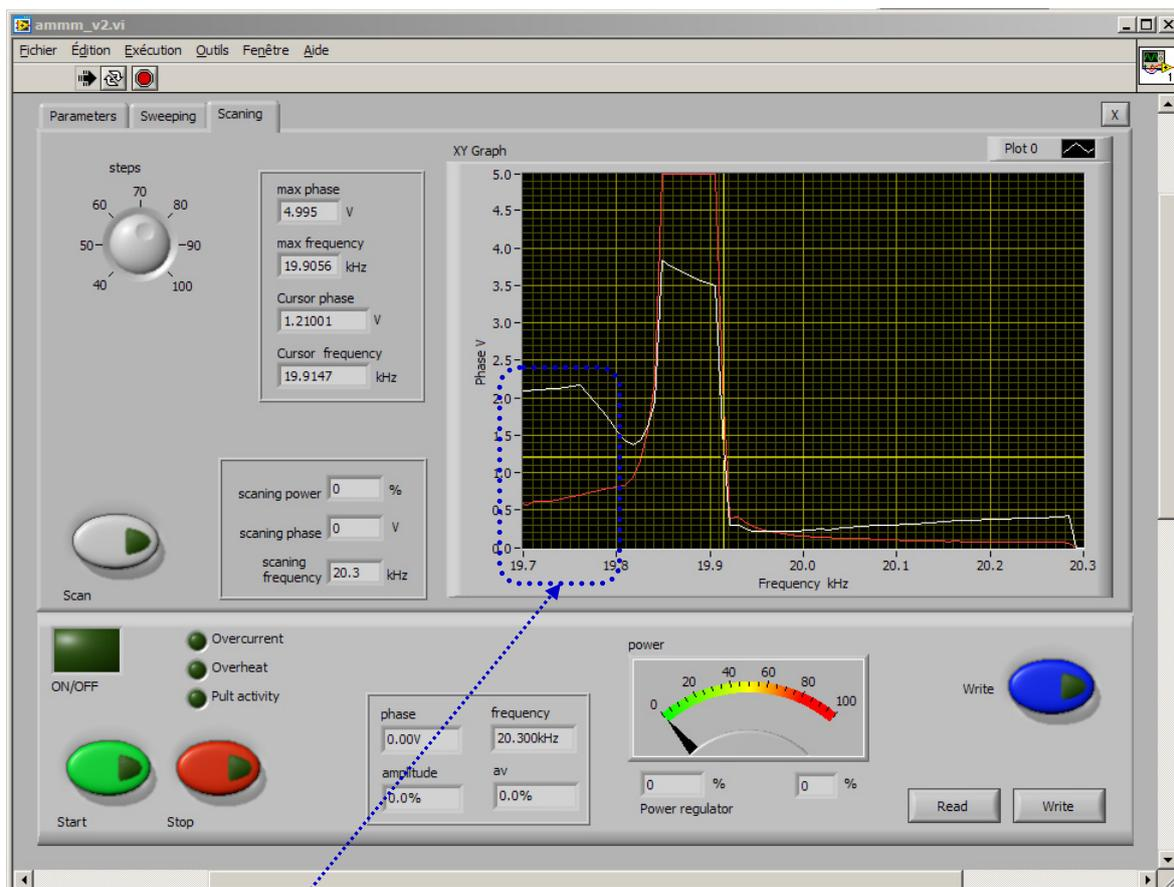 ammm_v2.vi
Fichier Édition Exécution Outils Fenêtre Aide
1
Parameters Sweeping Scaning X
steps
40 50 60 70 80 90 100
max phase
4.995 V
max frequency
19.9056 kHz
Cursor phase
1.21001 V
Cursor frequency
19.9147 kHz
XY Graph
Plot 0
Phase V
5.0
4.5
4.0
3.5
3.0
2.5
2.0
1.5
1.0
0.5
0.0
19.7 19.8 19.9 20.0 20.1 20.2 20.3
Frequency kHz
scaning power 0 %
scaning phase 0 V
scaning
frequency 20.3 kHz
Scan
ON/OFF
Overcurrent
Overheat
Pult activity
Start
Stop
phase frequency
0.00V 20.300kHz
amplitude av
0.0% 0.0%
power
0 20 40 60 80 100
0 % 0 %
Power regulator
Write
Read Write